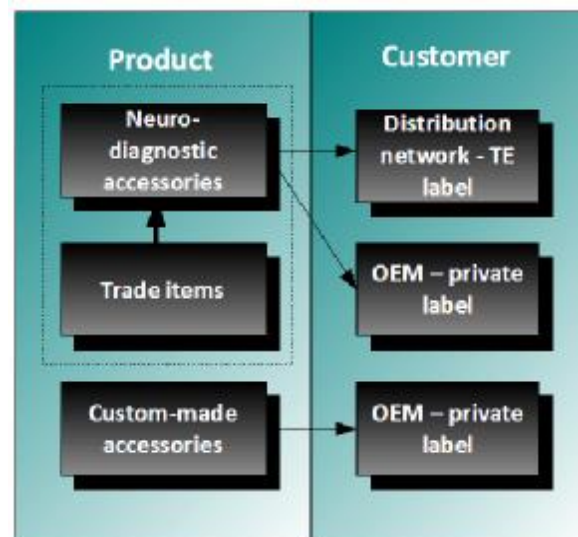 Product
Neuro-
diagnostic
accessories
Trade items
Custom-made
accessories
Customer
Distribution
network - TE
label
OEM – private
label
OEM – private
label